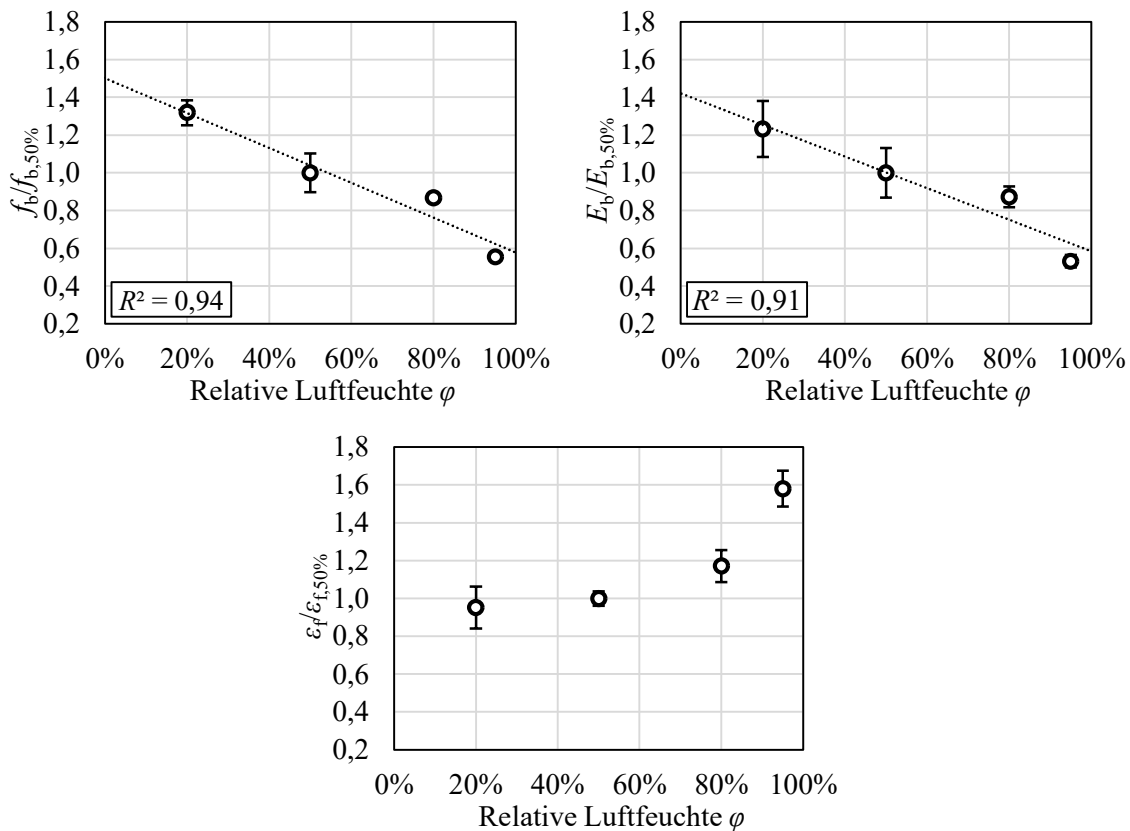 1,8
1,6
1,4
1,2
1,0
0,8
0,6
0,4
0,2
f_b/f_b,50%
R² = 0,94
0% 20% 40% 60% 80% 100%
Relative Luftfeuchte φ
1,8
1,6
1,4
1,2
1,0
0,8
0,6
0,4
0,2
E_b/E_b,50%
R² = 0,91
0% 20% 40% 60% 80% 100%
Relative Luftfeuchte φ
1,8
1,6
1,4
1,2
1,0
0,8
0,6
0,4
0,2
ε_f/ε_f,50%
0% 20% 40% 60% 80% 100%
Relative Luftfeuchte φ